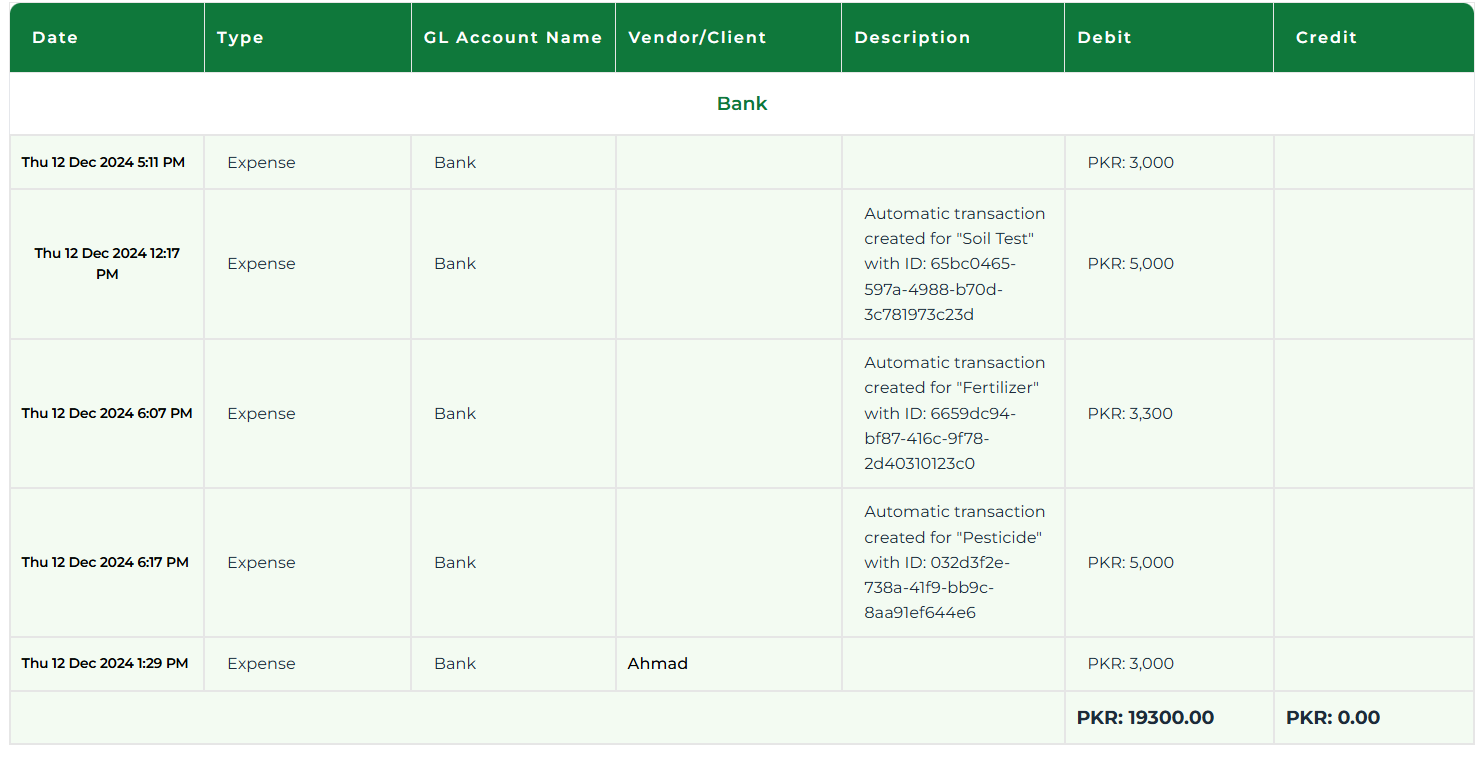 Date Type GL Account Name Vendor/Client Description Debit Credit
Bank
Thu 12 Dec 2024 5:11 PM Expense Bank PKR: 3,000
Thu 12 Dec 2024 12:17
PM
Expense Bank
Automatic transaction
created for "Soil Test"
with ID: 65bc0465-
597a-4988-b70d-
3c781973c23d
PKR: 5,000
Thu 12 Dec 2024 6:07 PM Expense Bank
Automatic transaction
created for "Fertilizer"
with ID: 6659dc94-
bf87-416c-9f78-
2d40310123c0
PKR: 3,300
Thu 12 Dec 2024 6:17 PM Expense Bank
Automatic transaction
created for "Pesticide"
with ID: 032d3f2e-
738a-41f9-bb9c-
8aa91ef644e6
PKR: 5,000
Thu 12 Dec 2024 1:29 PM Expense Bank Ahmad PKR: 3,000
PKR: 19300.00 PKR: 0.00